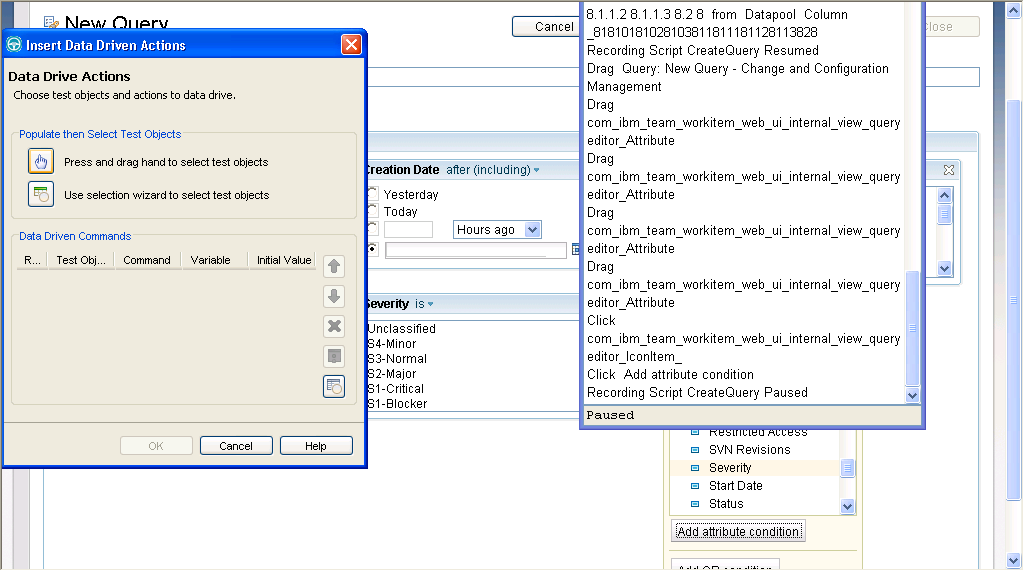 New Query
Cancel
Close
Insert Data Driven Actions
Data Drive Actions
Choose test objects and actions to data drive.
Populate then Select Test Objects
Press and drag hand to select test objects
Use selection wizard to select test objects
Data Driven Commands
R... Test Obj... Command Variable Initial Value
OK Cancel Help
Creation Date after (including)
Yesterday
Today
Hours ago
Severity is
Unclassified
S4-Minor
S3-Normal
S2-Major
S1-Critical
S1-Blocker
8.1.1.2 8.1.1.3 8.2 8 from Datapool Column
_81810181028103811811181128113828
Recording Script CreateQuery Resumed
Drag Query: New Query - Change and Configuration
Management
Drag
com_ibm_team_workitem_web_ui_internal_view_query
editor_Attribute
Drag
com_ibm_team_workitem_web_ui_internal_view_query
editor_Attribute
Drag
com_ibm_team_workitem_web_ui_internal_view_query
editor_Attribute
Drag
com_ibm_team_workitem_web_ui_internal_view_query
editor_Attribute
Click
com_ibm_team_workitem_web_ui_internal_view_query
editor_IconItem_
Click Add attribute condition
Recording Script CreateQuery Paused
Paused
Restricted Access
SVN Revisions
Severity
Start Date
Status
Add attribute condition
Add OR condition